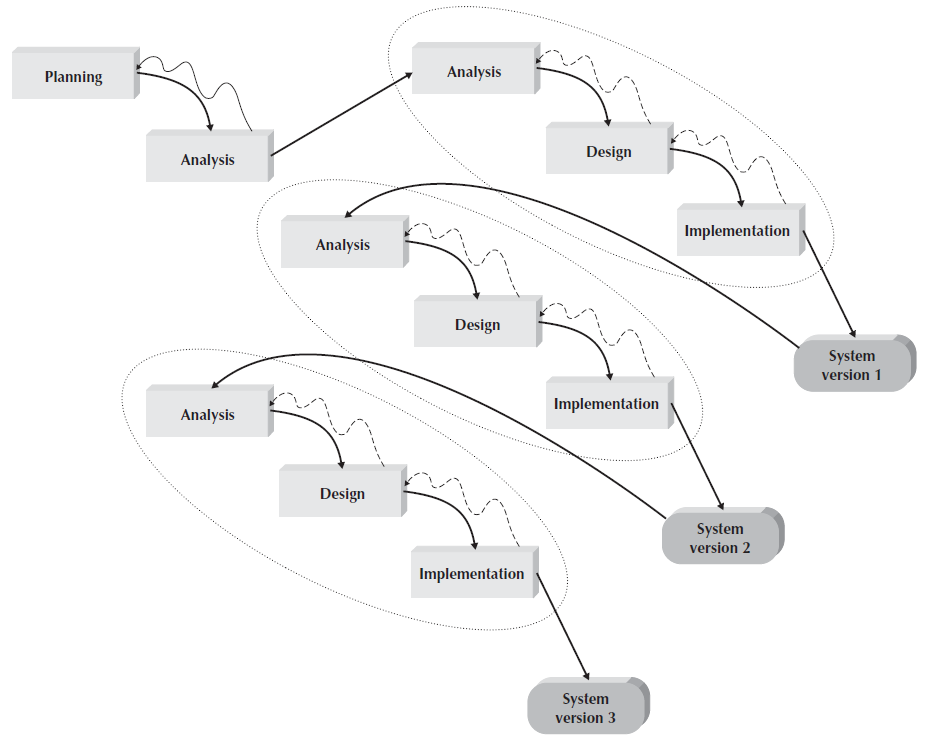 Planning
Analysis
Analysis
Design
Implementation
System
version 1
Analysis
Design
Implementation
System
version 2
Analysis
Design
Implementation
System
version 3